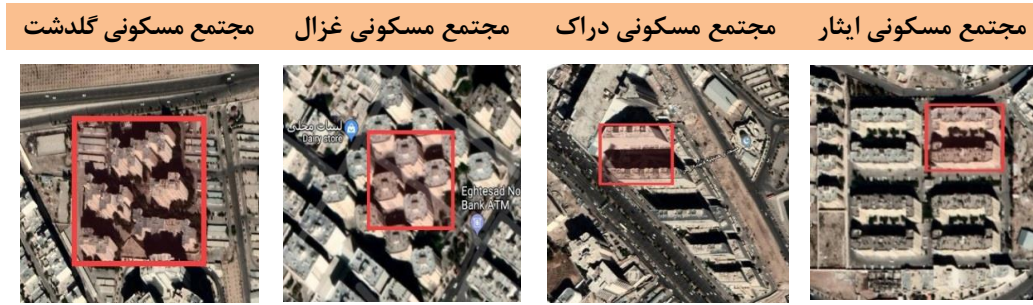 مجتمع مسکونی ایثار
مجتمع مسکونی دراک
مجتمع مسکونی غزال
مجتمع مسکونی گلدشت
لبنیات محلی
Dairy store
Eghtesad No
Bank ATM